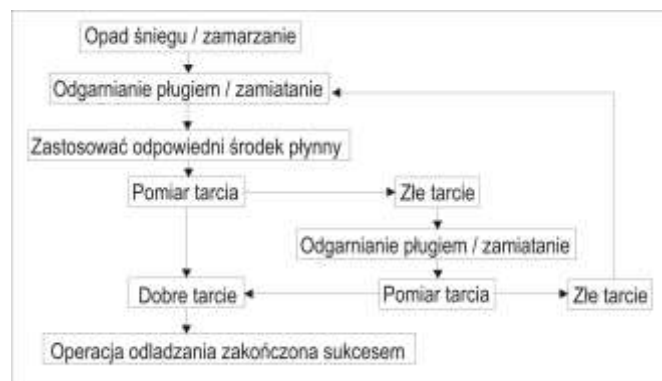 Opad śniegu / zamarzanie
Odgarnianie pługiem / zamiatanie
Zastosować odpowiedni środek płynny
Pomiar tarcia
Złe tarcie
Odgarnianie pługiem / zamiatanie
Dobre tarcie
Pomiar tarcia
Złe tarcie
Operacja odladzania zakończona sukcesem